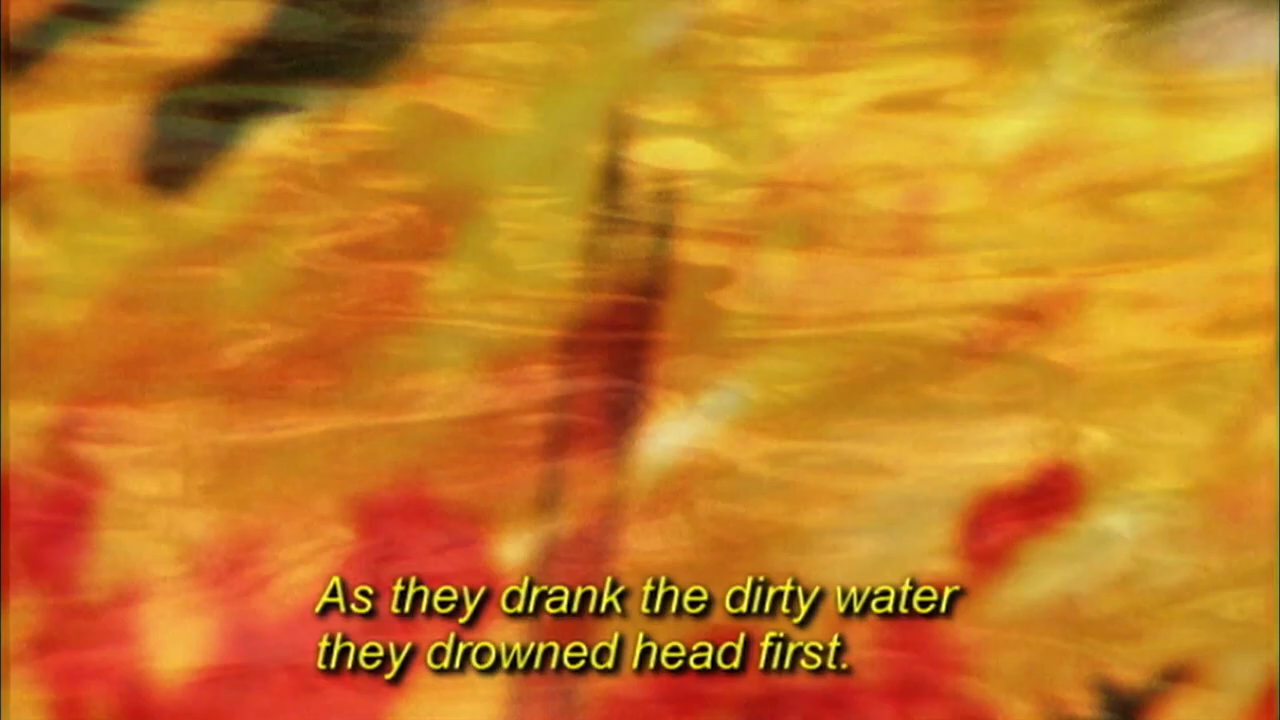 As they drank the dirty water
they drowned head first.